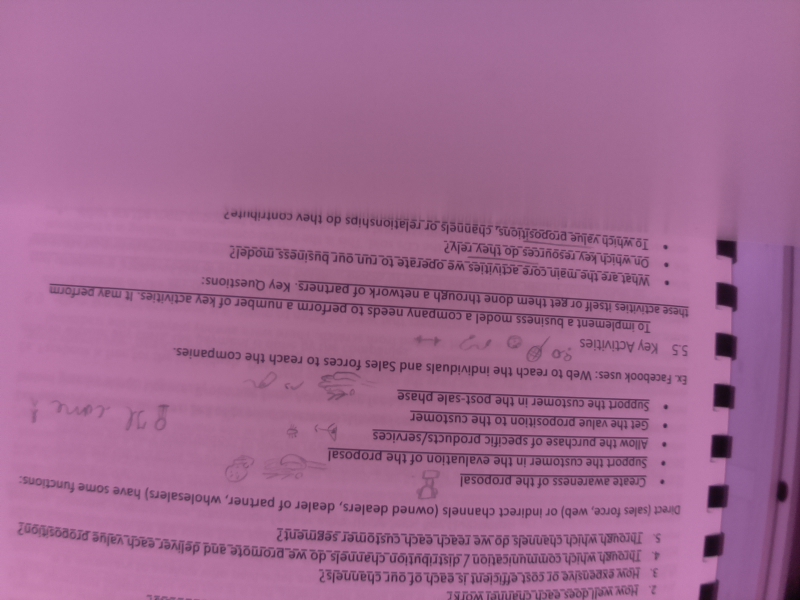 2. How well does each channel work?
3. How expensive or cost efficient is each of our channels?
4. Through which communication / distribution channels do we promote and deliver each value proposition?
5. Through which channels do we reach each customer segment?
Direct (sales force, web) or indirect channels (owned dealers, dealer of partner, wholesalers) have some functions:
• Create awareness of the proposal
• Support the customer in the evaluation of the proposal
• Allow the purchase of specific products/services
• Get the value proposition to the customer
• Support the customer in the post-sale phase
Ex. Facebook uses: Web to reach the individuals and Sales forces to reach the companies.
5.5 Key Activities
To implement a business model a company needs to perform a number of key activities. It may perform
these activities itself or get them done through a network of partners. Key Questions:
• What are the main core activities we operate to run our business model?
• On which key resources do they rely?
• To which value propositions, channels or relationships do they contribute?